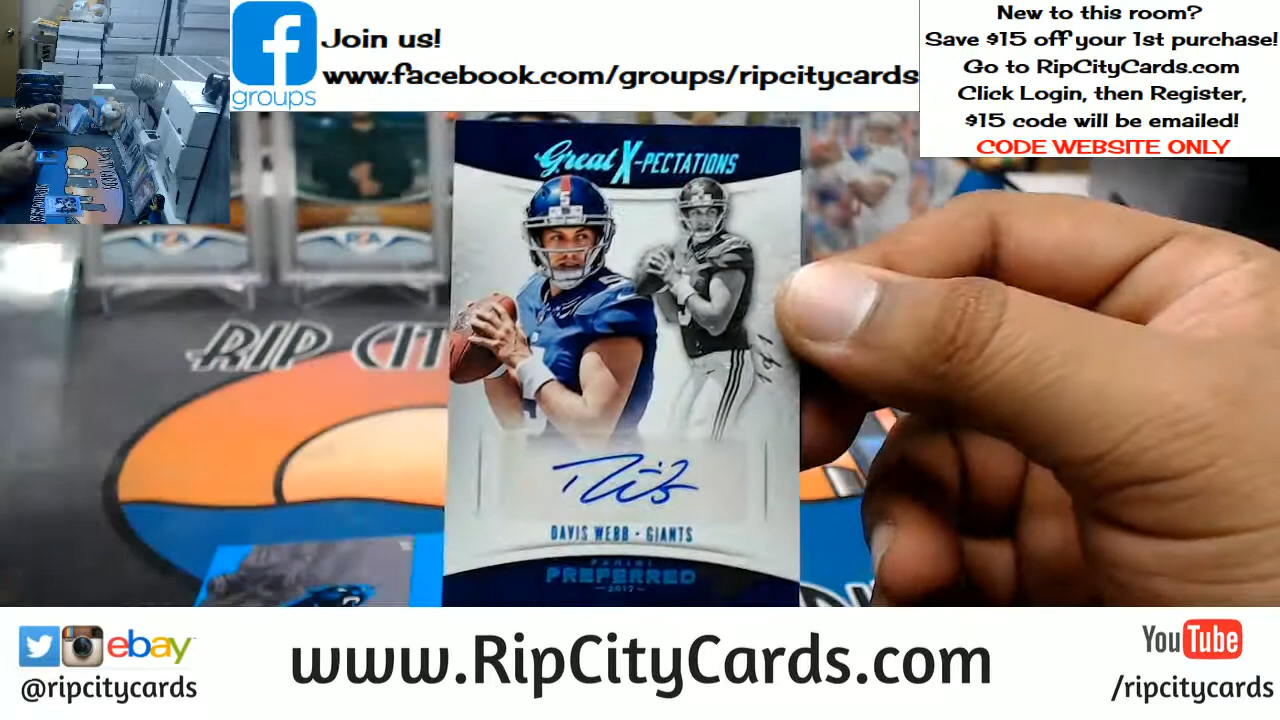 Join us!
www.facebook.com/groups/ripcitycards
groups
New to this room?
Save $15 off your 1st purchase!
Go to RipCityCards.com
Click Login, then Register,
$15 code will be emailed!
CODE WEBSITE ONLY
Great X-PECTATIONS
RIP CIT
1/1
DAVIS WEBB · GIANTS
PANINI
PREFERRED
2017
ebay
@ripcitycards
www.RipCityCards.com
YouTube
/ripcitycards